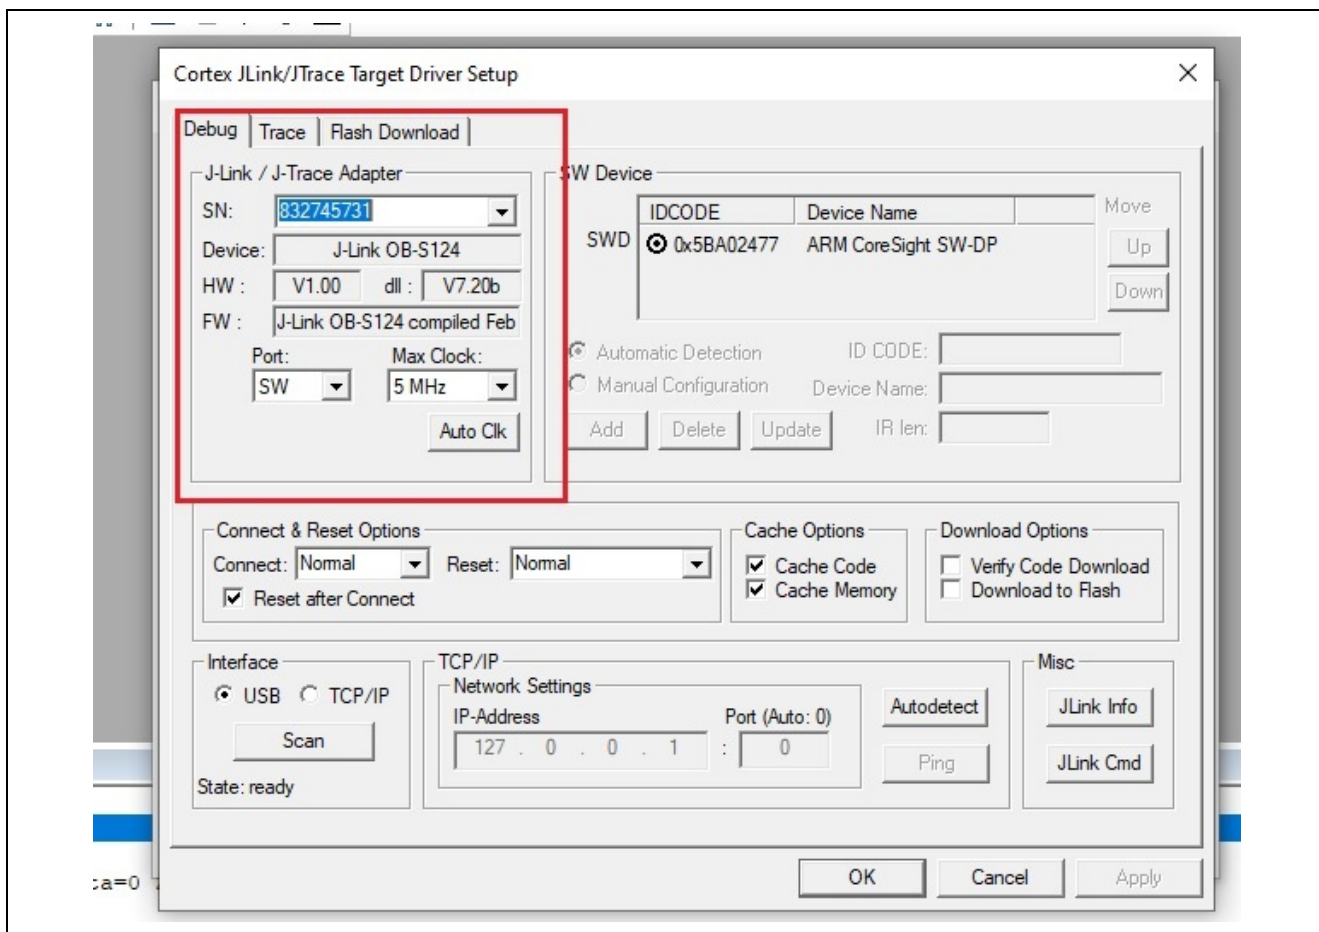 Cortex JLink/JTrace Target Driver Setup
Debug Trace Flash Download
J-Link / J-Trace Adapter
SN: 832745731
Device: J-Link OB-S124
HW : V1.00 dll : V7.20b
FW : J-Link OB-S124 compiled Feb
Port: Max Clock:
SW 5 MHz
Auto Clk
SW Device
IDCODE Device Name
SWD 0x5BA02477 ARM CoreSight SW-DP
Move
Up
Down
Automatic Detection ID CODE:
Manual Configuration Device Name:
Add Delete Update IR len:
Connect & Reset Options
Connect: Normal Reset: Normal
Reset after Connect
Cache Options
Cache Code
Cache Memory
Download Options
Verify Code Download
Download to Flash
Interface
USB TCP/IP
Scan
State: ready
TCP/IP
Network Settings
IP-Address Port (Auto: 0)
127 . 0 . 0 . 1 : 0
Autodetect
Ping
Misc
JLink Info
JLink Cmd
OK Cancel Apply
ca=0